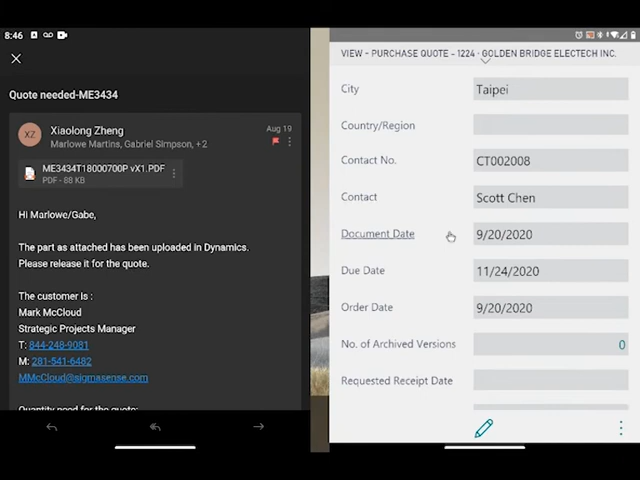 8:46
Quote needed-ME3434
XZ
Xiaolong Zheng
Aug 19
Marlowe Martins, Gabriel Simpson, +2
ME3434T18000700P vX1.PDF
PDF - 88 KB
Hi Marlowe/Gabe,
The part as attached has been uploaded in Dynamics.
Please release it for the quote.
The customer is :
Mark McCloud
Strategic Projects Manager
T: 844-248-9081
M: 281-541-6482
MMcCloud@sigmasense.com
Quantity need for the quote:
VIEW - PURCHASE QUOTE - 1224 · GOLDEN BRIDGE ELECTECH INC.
City
Taipei
Country/Region
Contact No.
CT002008
Contact
Scott Chen
Document Date
9/20/2020
Due Date
11/24/2020
Order Date
9/20/2020
No. of Archived Versions
0
Requested Receipt Date